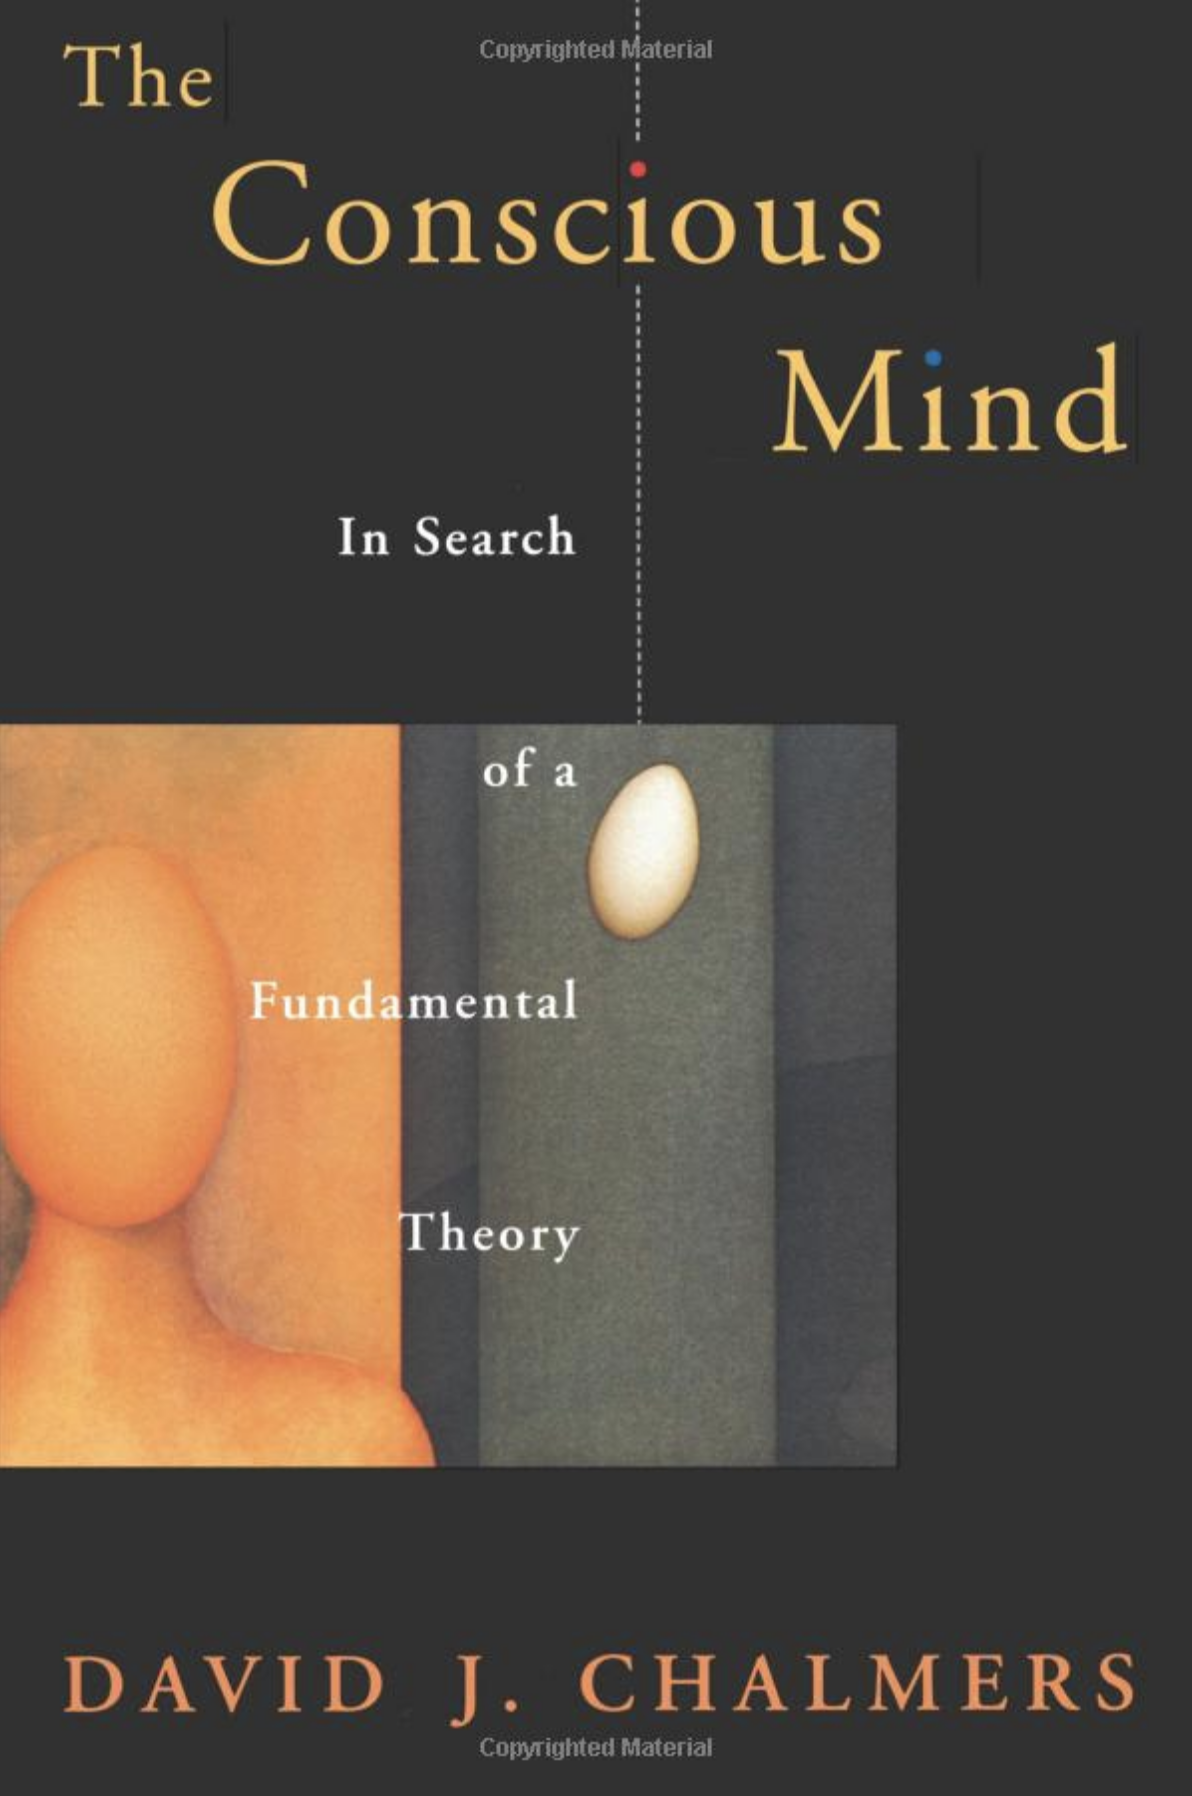 Copyrighted Material
The
Conscious
Mind
In Search
of a
Fundamental
Theory
DAVID J. CHALMERS
Copyrighted Material